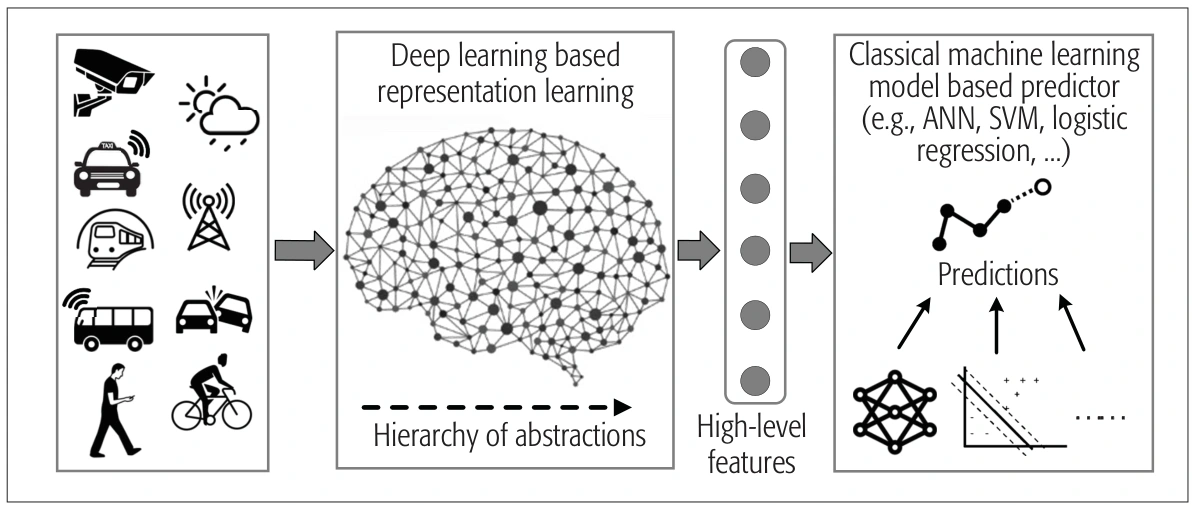 TAXI
Deep learning based
representation learning
Hierarchy of abstractions
High-level
features
Classical machine learning
model based predictor
(e.g., ANN, SVM, logistic
regression, ...)
Predictions